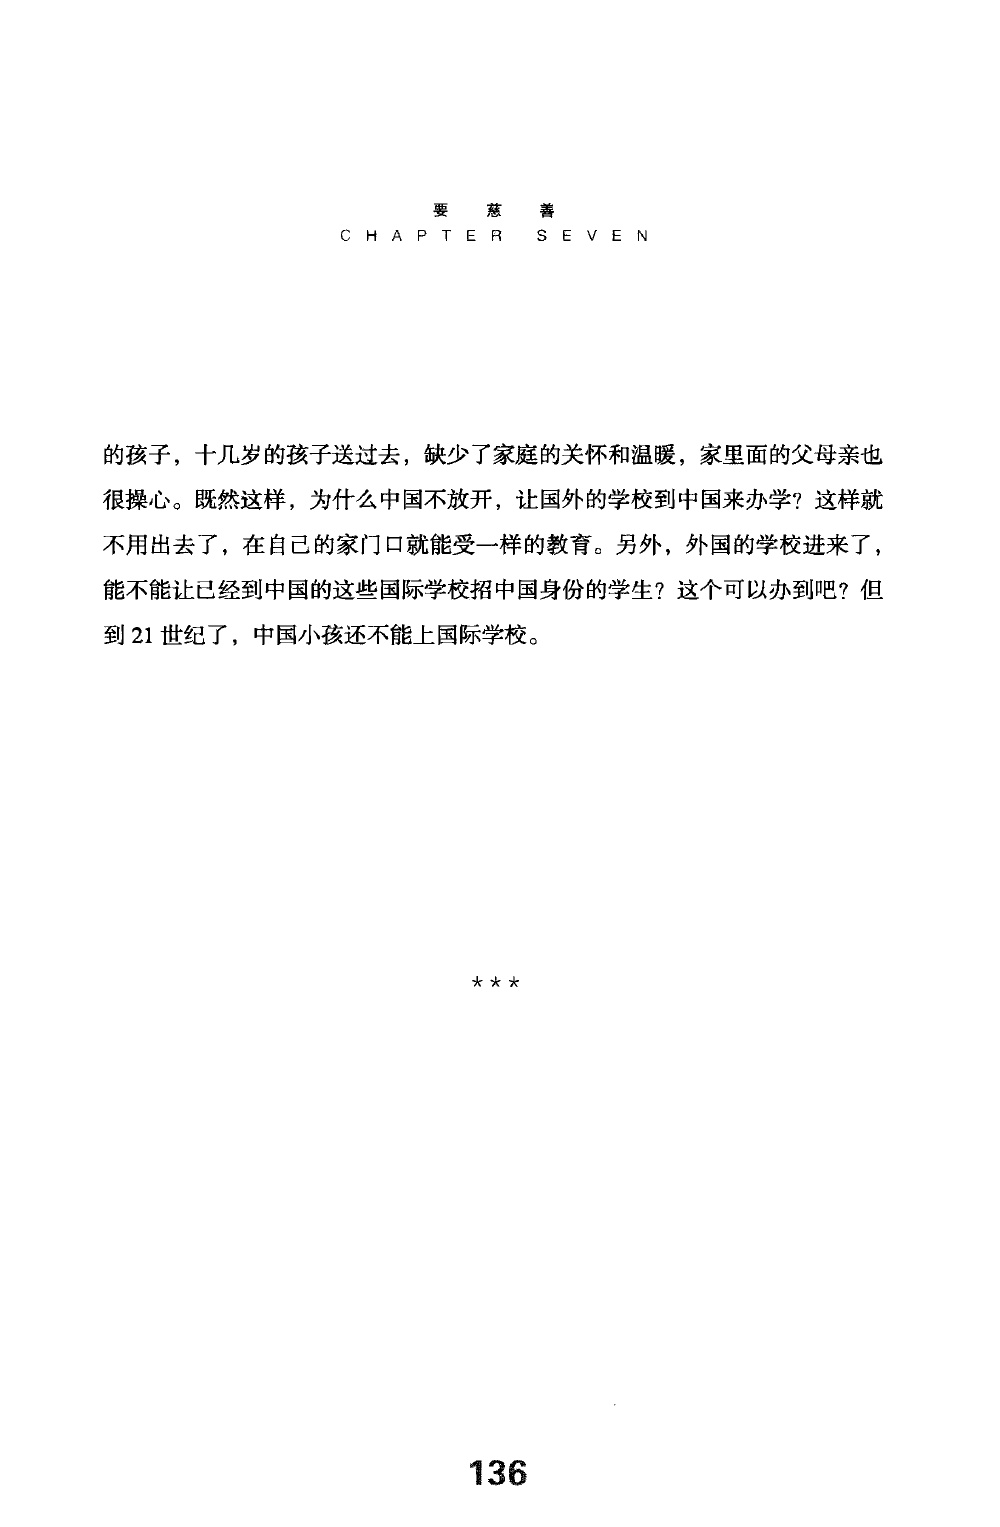 要慈善
CHAPTER SEVEN
的孩子，十几岁的孩子送过去，缺少了家庭的关怀和温暖，家里面的父母亲也
很操心。既然这样，为什么中国不放开，让国外的学校到中国来办学？这样就
不用出去了，在自己的家门口就能受一样的教育。另外，外国的学校进来了，
能不能让已经到中国的这些国际学校招中国身份的学生？这个可以办到吧？但
到 21 世纪了，中国小孩还不能上国际学校。
***
136